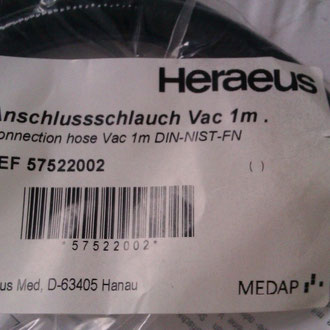 Heraeus
Anschlussschlauch Vac 1m .
onnection hose Vac 1m DIN-NIST-FN
EF 57522002 ( )
*57522002*
us Med, D-63405 Hanau
MEDAP